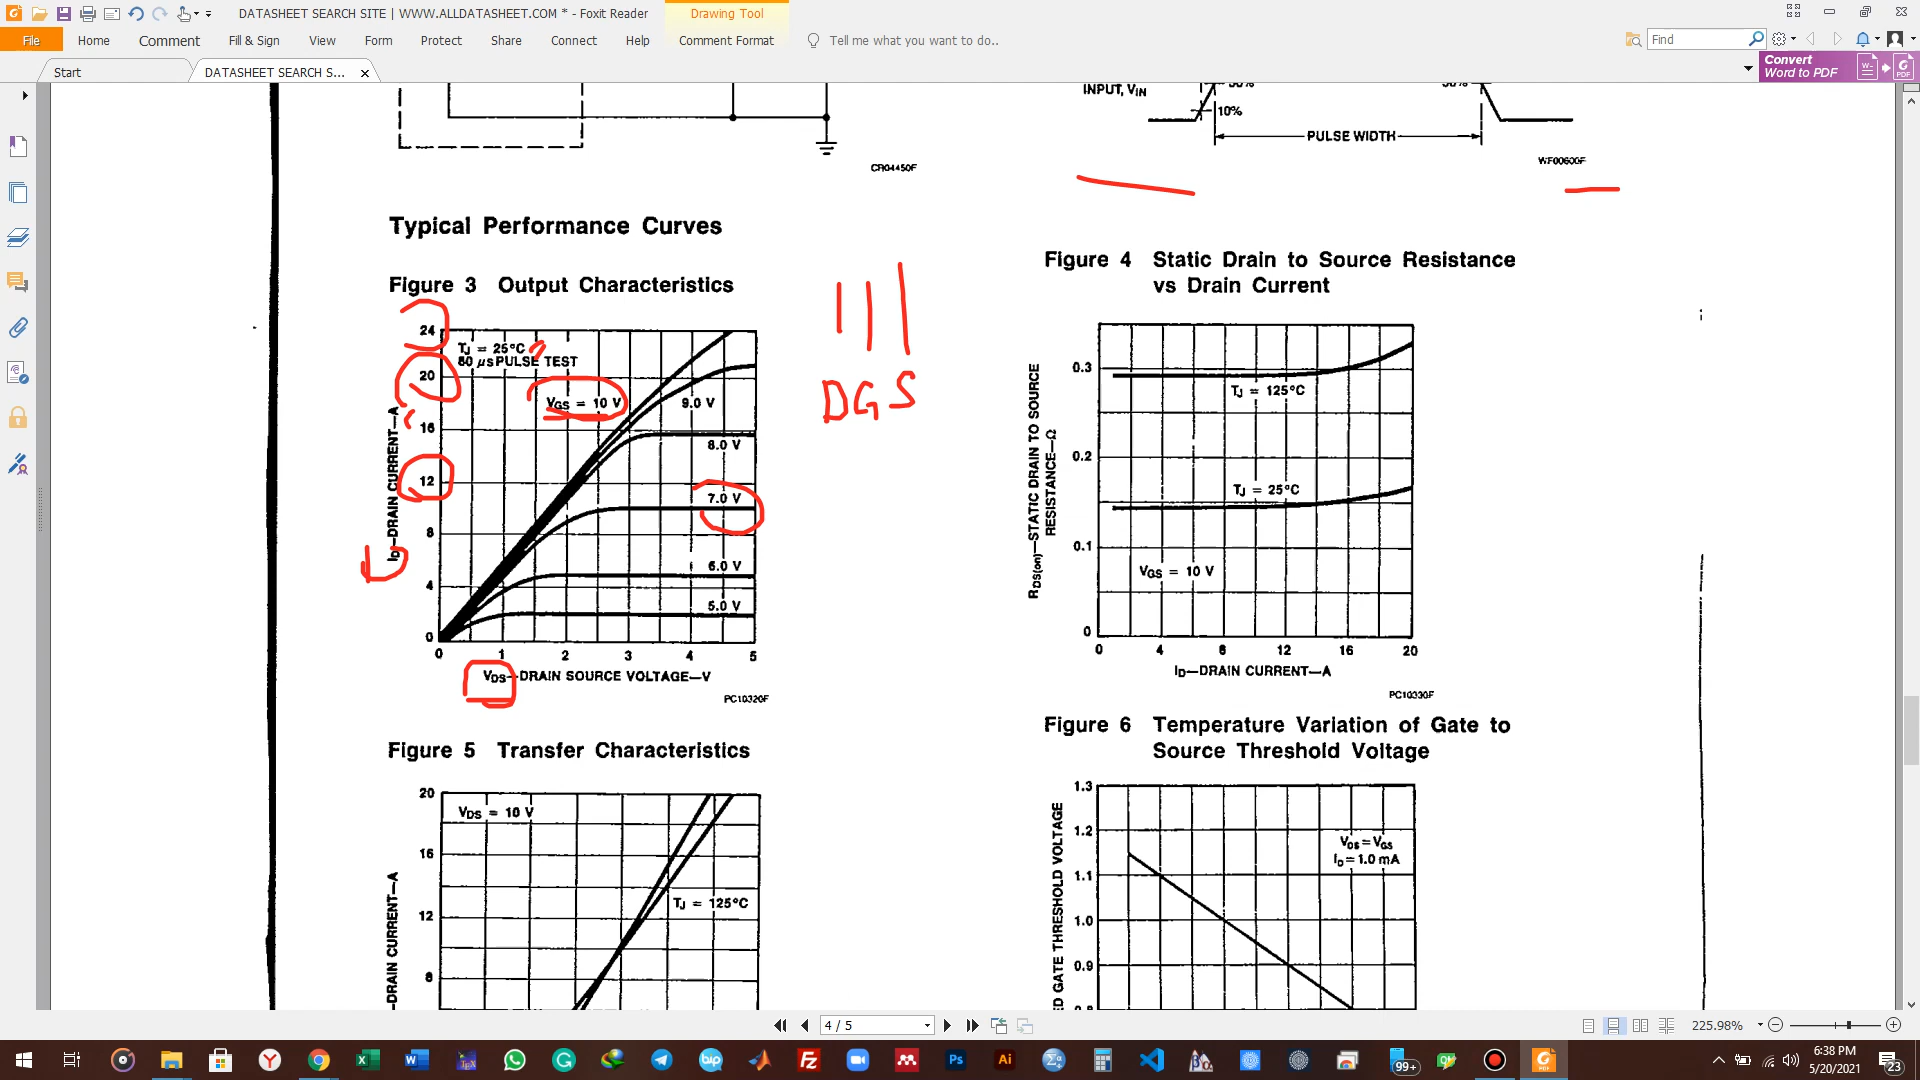 DATASHEET SEARCH SITE | WWW.ALLDATASHEET.COM * - Foxit Reader
Drawing Tool
File
Home
Comment
Fill & Sign
View
Form
Protect
Share
Connect
Help
Comment Format
Tell me what you want to do..
Find
Start
DATASHEET SEARCH S...
Convert
Word to PDF
INPUT, VIN
10%
PULSE WIDTH
CR04450F
WF00600F
Typical Performance Curves
Figure 3 Output Characteristics
24
20
16
12
8
4
0
TJ = 25°C
80 µs PULSE TEST
VGS = 10 V
9.0 V
8.0 V
7.0 V
6.0 V
5.0 V
ID—DRAIN CURRENT—A
0 1 2 3 4 5
VDS—DRAIN SOURCE VOLTAGE—V
PC10320F
D G S
Figure 4 Static Drain to Source Resistance
vs Drain Current
0.3
0.2
0.1
0
TJ = 125°C
TJ = 25°C
VGS = 10 V
RDS(on)—STATIC DRAIN TO SOURCE
RESISTANCE—Ω
0 4 8 12 16 20
ID—DRAIN CURRENT—A
PC10330F
Figure 5 Transfer Characteristics
20
16
12
8
VDS = 10 V
TJ = 125°C
—DRAIN CURRENT—A
Figure 6 Temperature Variation of Gate to
Source Threshold Voltage
1.3
1.2
1.1
1.0
0.9
VDS = VGS
ID = 1.0 mA
GATE THRESHOLD VOLTAGE
4 / 5
225.98%
6:38 PM
5/20/2021
99+
23